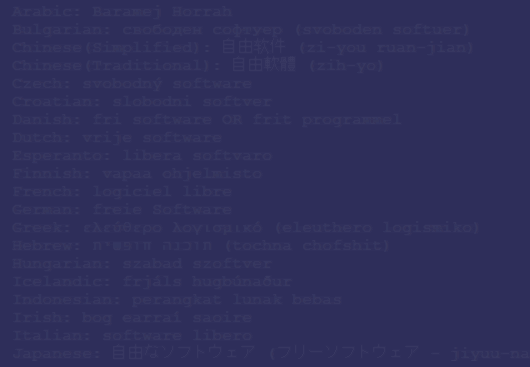 Arabic: Baramej Horrah
Bulgarian: свободен софтуер (svoboden softuer)
Chinese(Simplified): 自由软件 (zi-you ruan-jian)
Chinese(Traditional): 自由軟體 (zih-yo)
Czech: svobodný software
Croatian: slobodni softver
Danish: fri software OR frit programmel
Dutch: vrije software
Esperanto: libera softvaro
Finnish: vapaa ohjelmisto
French: logiciel libre
German: freie Software
Greek: ελεύθερο λογισμικό (eleuthero logismiko)
Hebrew: תוכנה חופשית (tochna chofshit)
Hungarian: szabad szoftver
Icelandic: frjáls hugbúnaður
Indonesian: perangkat lunak bebas
Irish: bog earraí saoire
Italian: software libero
Japanese: 自由なソフトウェア (フリーソフトウェア - jiyuu-na